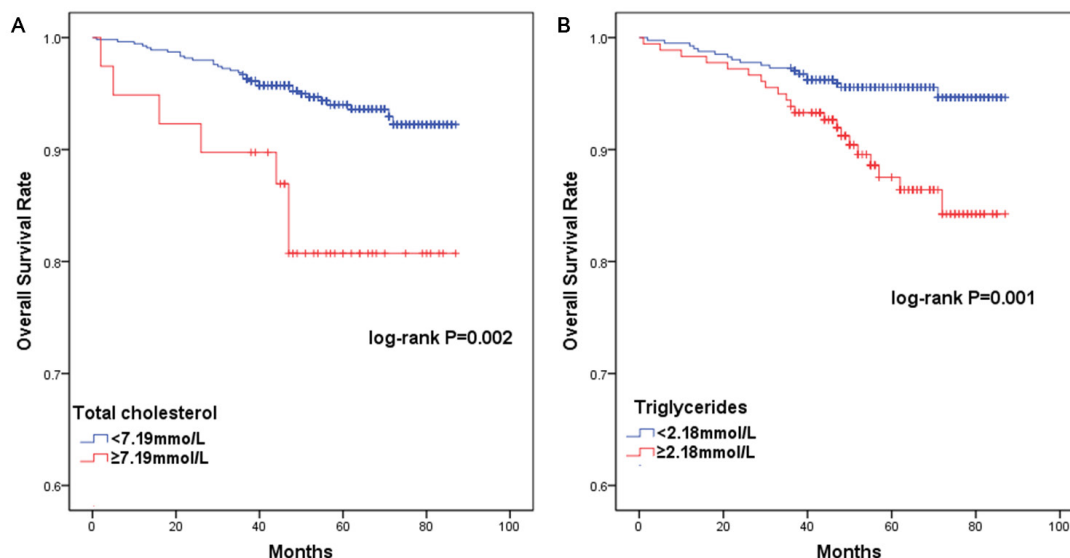 A
Overall Survival Rate
1.0
0.9
0.8
0.7
0.6
log-rank P=0.002
Total cholesterol
<7.19mmo/L
≥7.19mmol/L
0 20 40 60 80 100
Months
B
Overall Survival Rate
1.0
0.9
0.8
0.7
0.6
log-rank P=0.001
Triglycerides
<2.18mmol/L
≥2.18mmol/L
0 20 40 60 80 100
Months